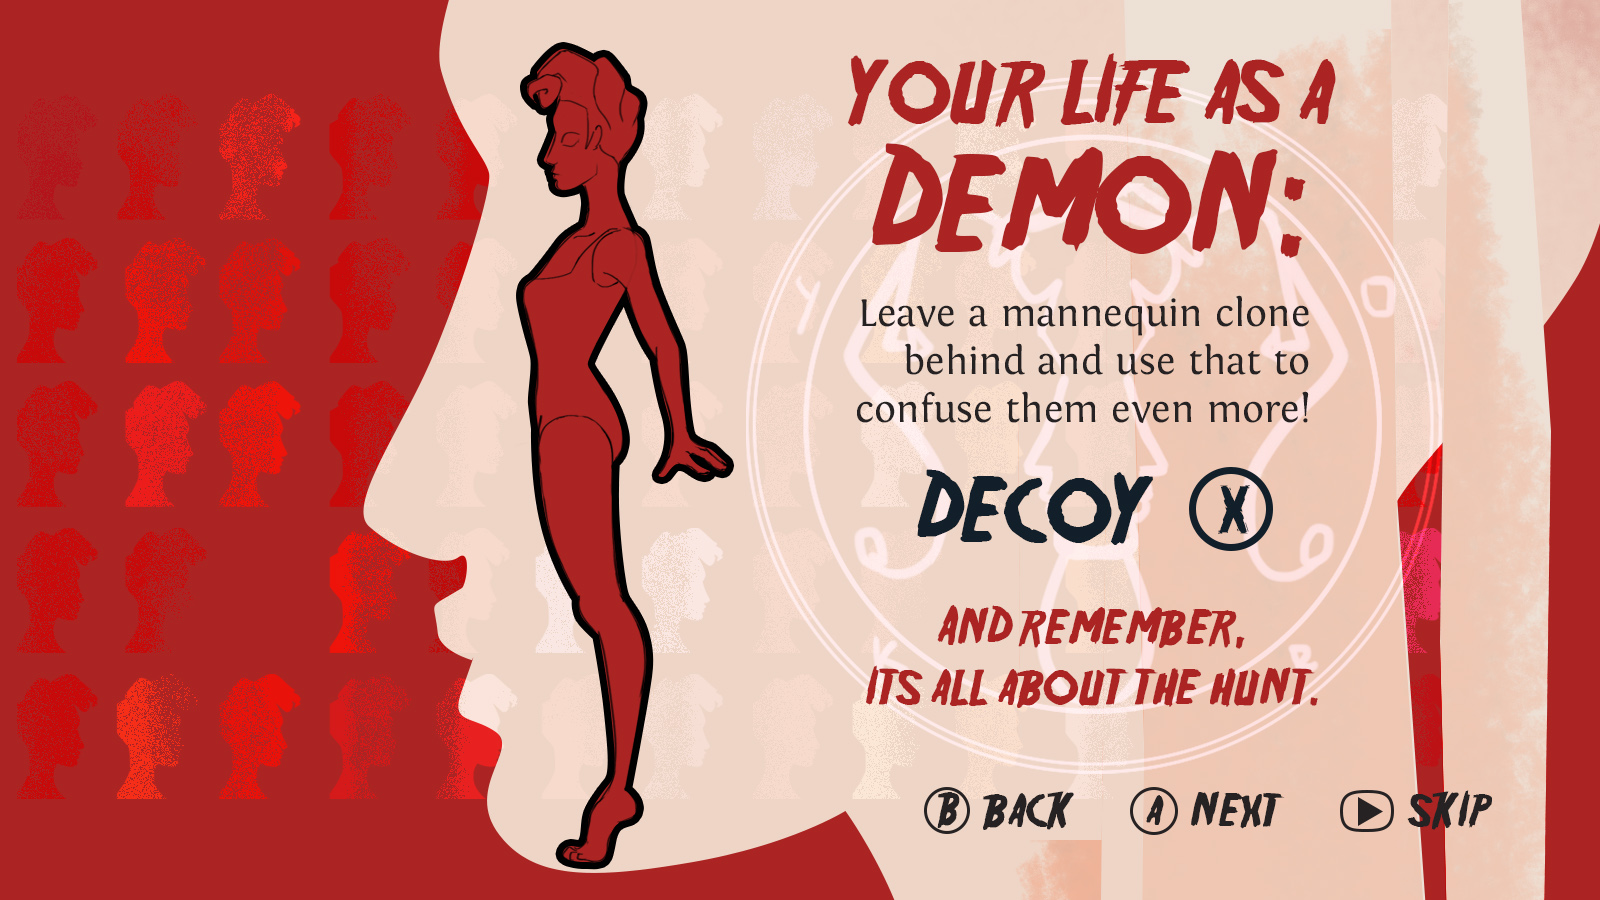 YOUR LIFE AS A
DEMON:
Leave a mannequin clone
behind and use that to
confuse them even more!
DECOY X
AND REMEMBER,
ITS ALL ABOUT THE HUNT.
B BACK A NEXT SKIP